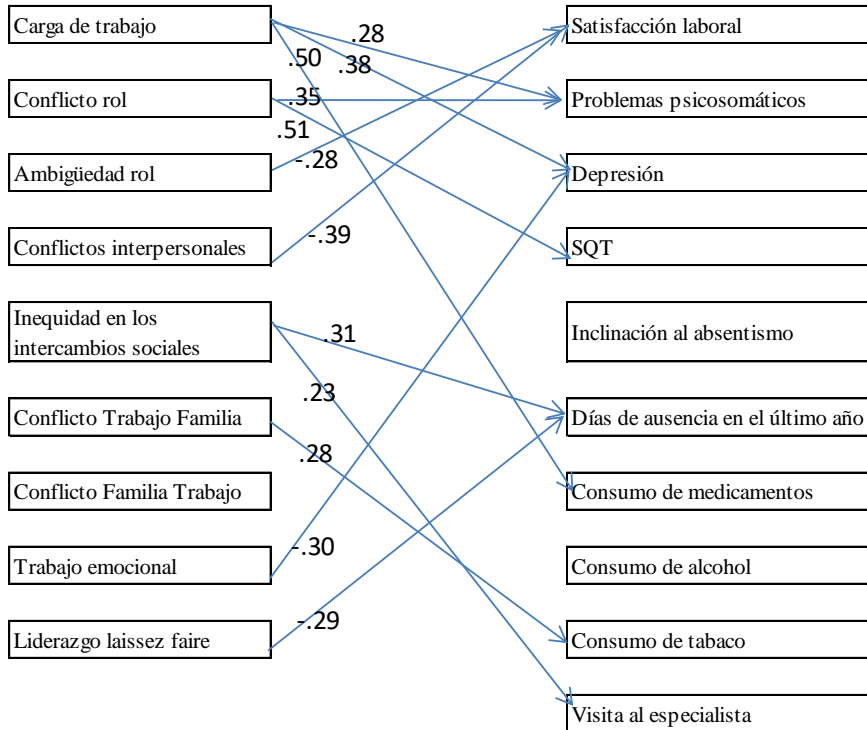 Carga de trabajo
Conflicto rol
Ambigüedad rol
Conflictos interpersonales
Inequidad en los
intercambios sociales
Conflicto Trabajo Familia
Conflicto Familia Trabajo
Trabajo emocional
Liderazgo laissez faire
.28
.50
.38
.35
.51
-.28
-.39
.31
.23
.28
-.30
-.29
Satisfacción laboral
Problemas psicosomáticos
Depresión
SQT
Inclinación al absentismo
Días de ausencia en el último año
Consumo de medicamentos
Consumo de alcohol
Consumo de tabaco
Visita al especialista